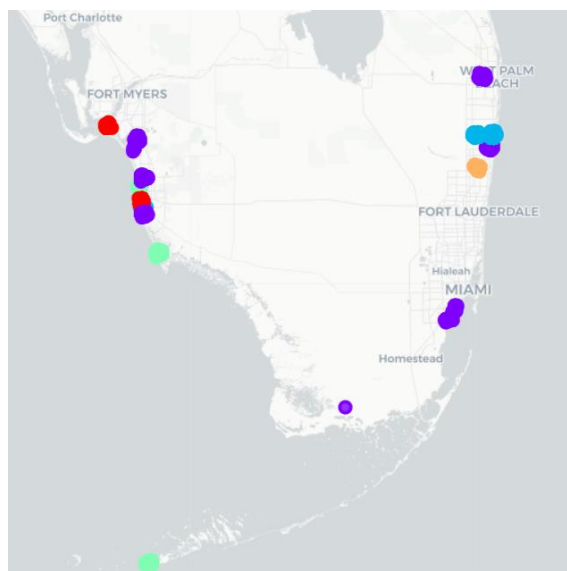 Port Charlotte
FORT MYERS
WEST PALM
BEACH
FORT LAUDERDALE
Hialeah
MIAMI
Homestead